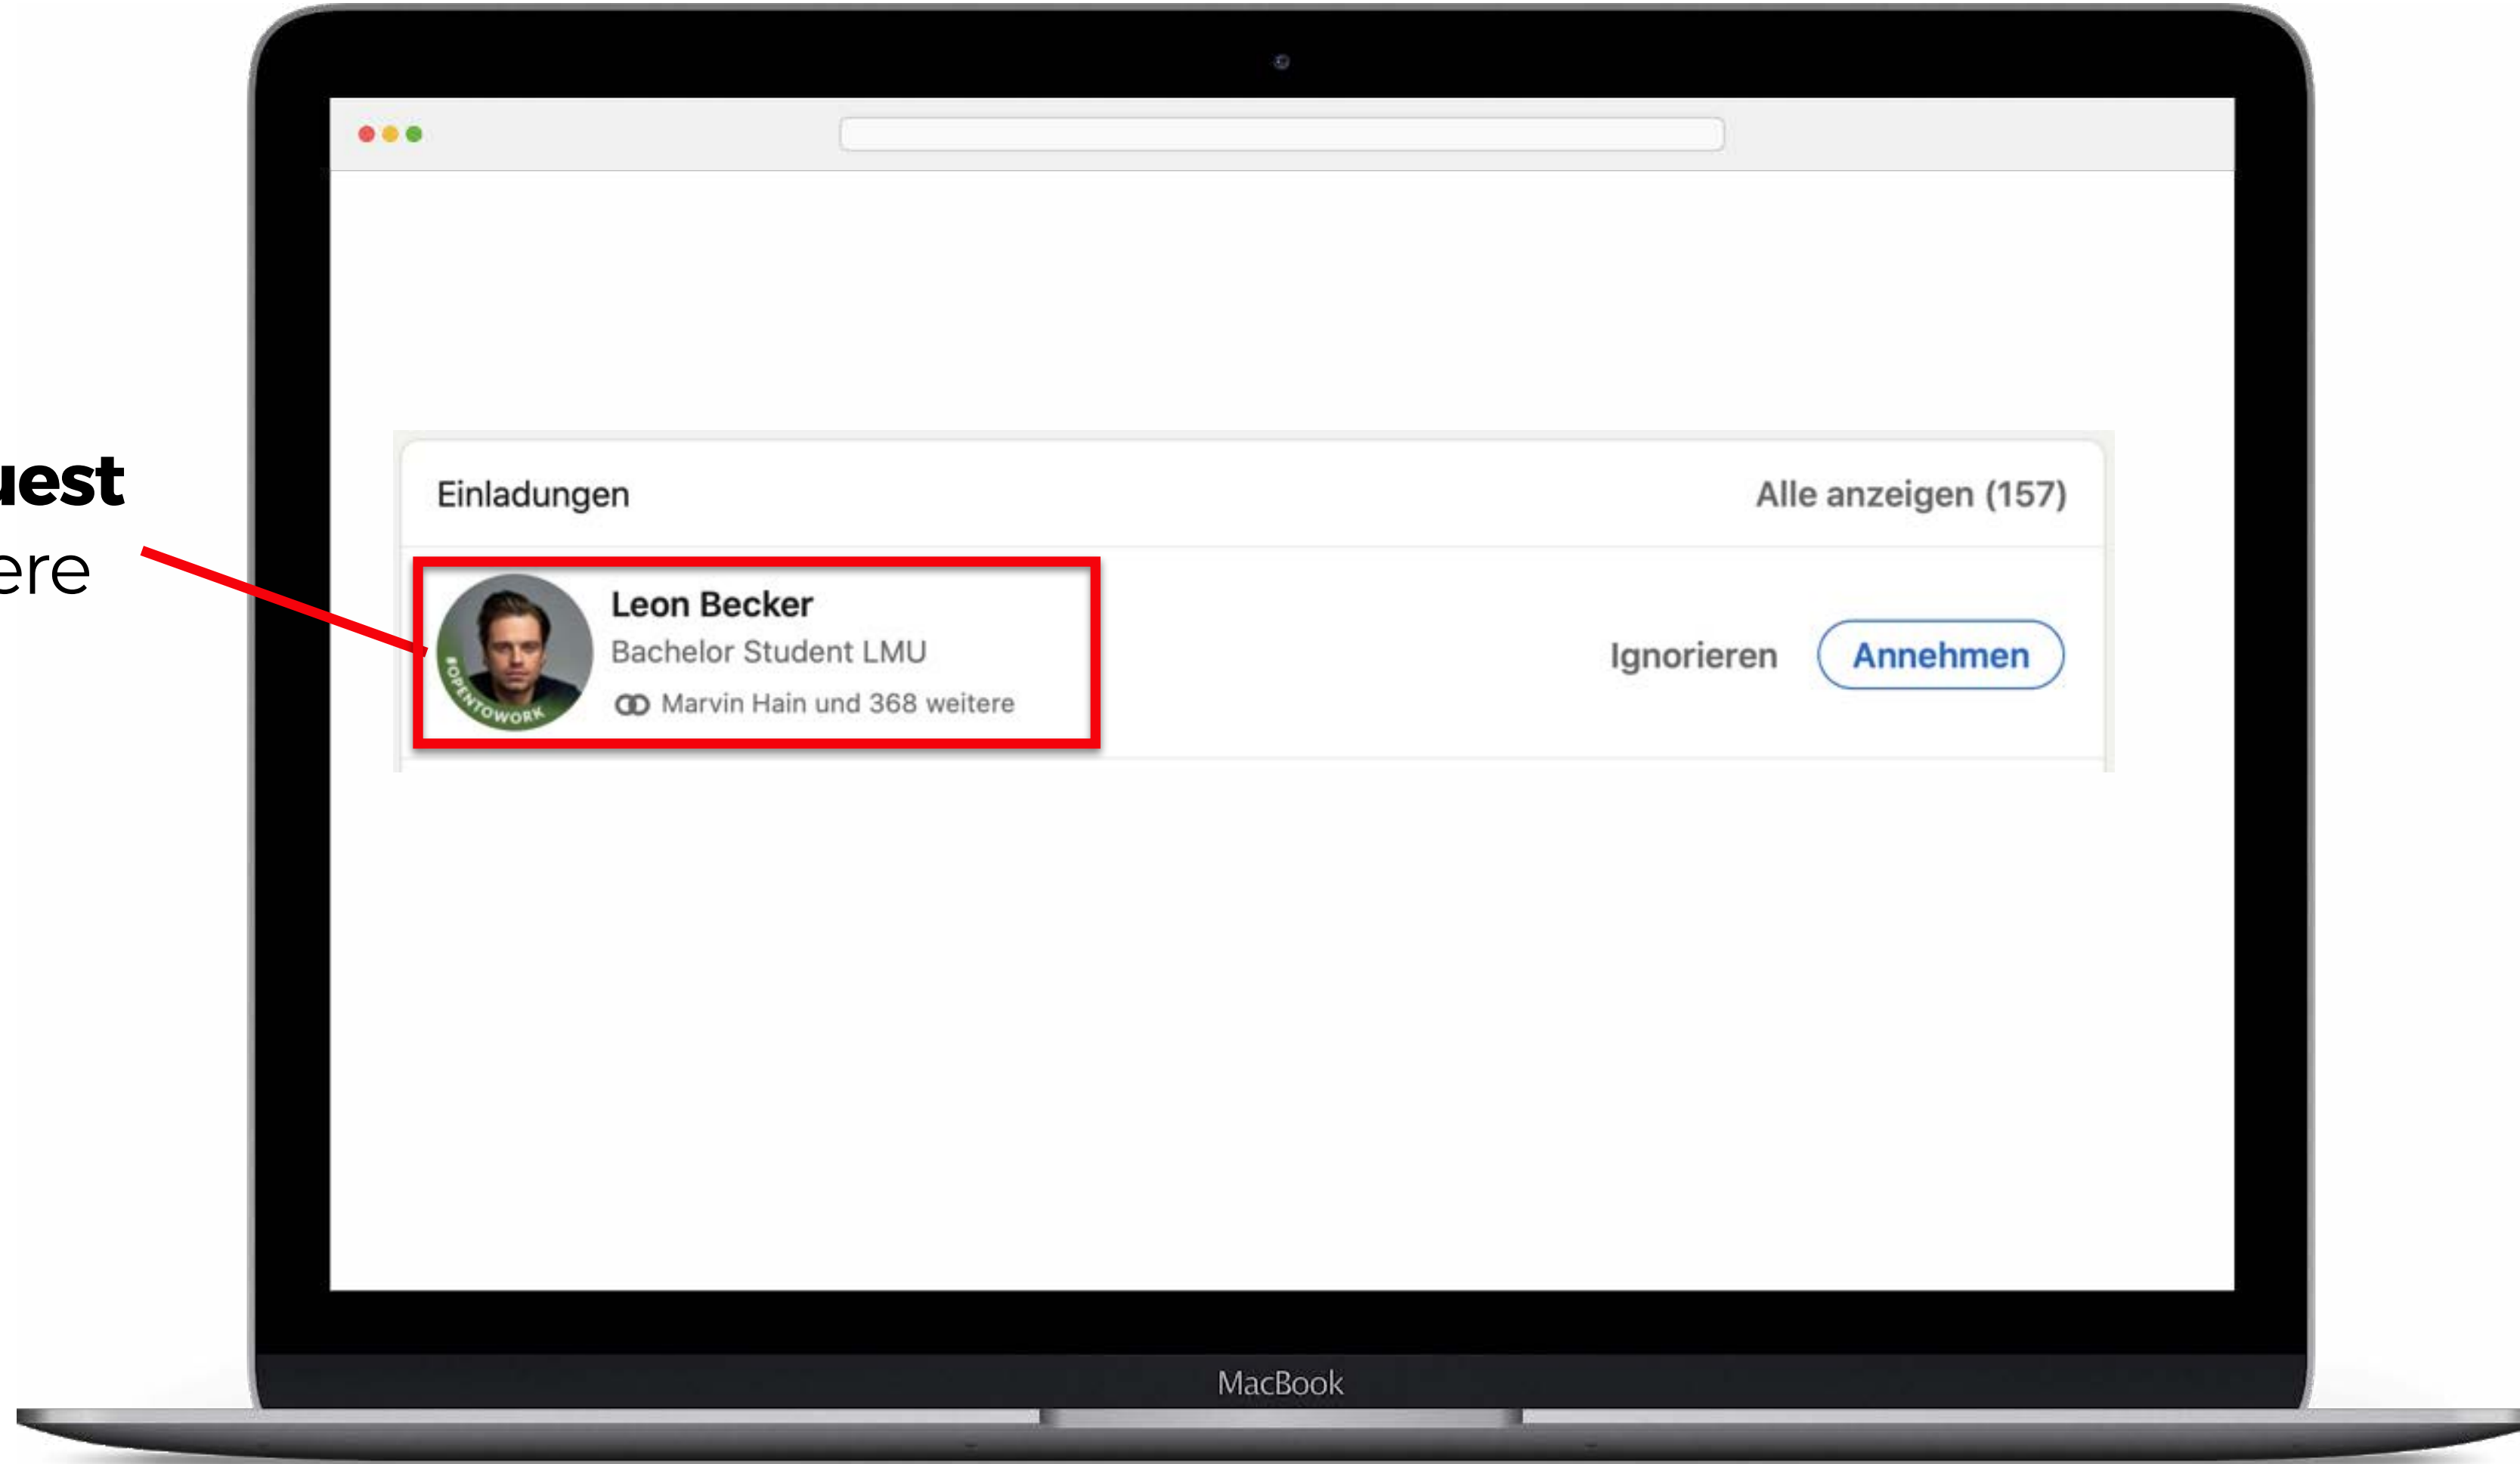 uest
ere
Einladungen
Alle anzeigen (157)
Leon Becker
Bachelor Student LMU
Marvin Hain und 368 weitere
#OPENTOWORK
Ignorieren
Annehmen
MacBook